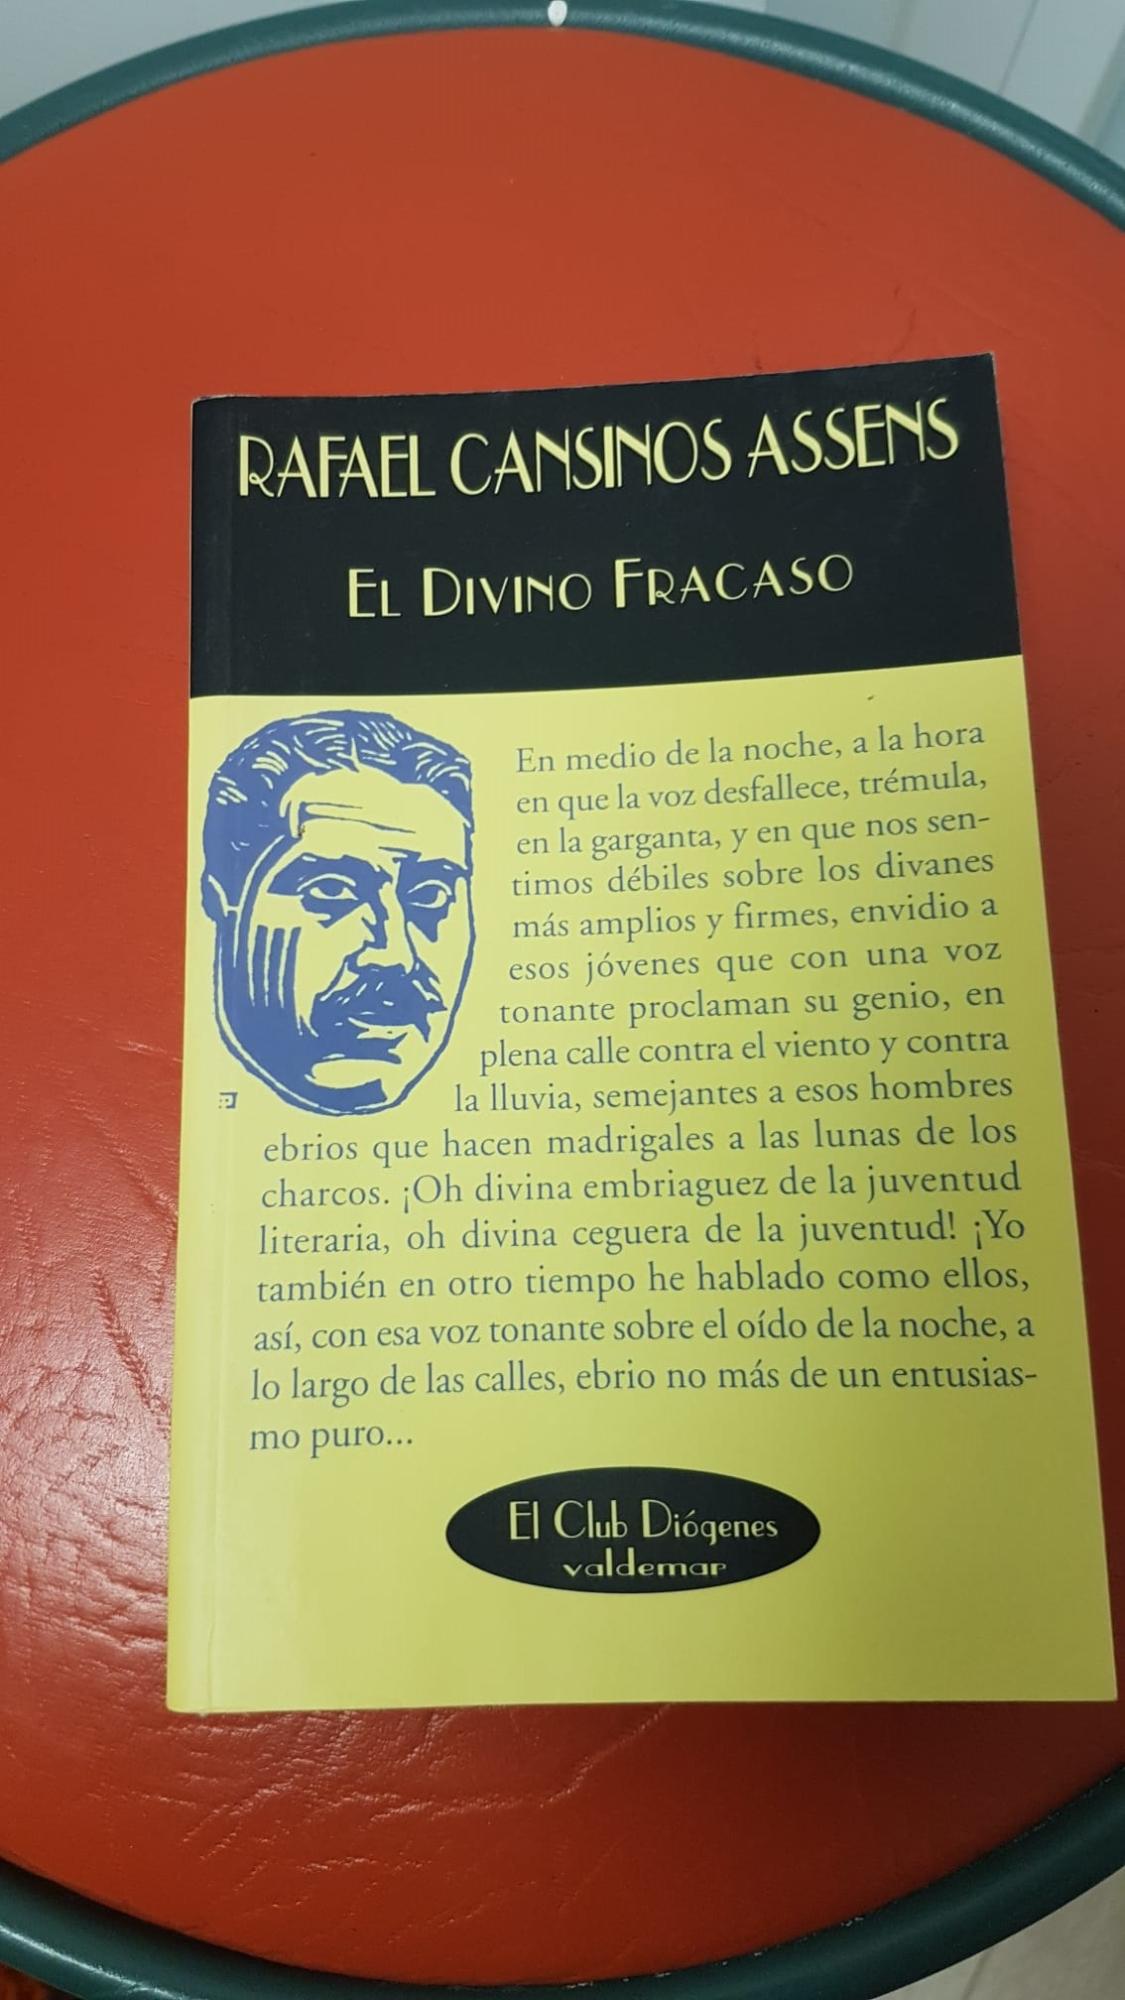 RAFAEL CANSINOS ASSENS
EL DIVINO FRACASO
En medio de la noche, a la hora
en que la voz desfallece, trémula,
en la garganta, y en que nos sen-
timos débiles sobre los divanes
más amplios y firmes, envidio a
esos jóvenes que con una voz
tonante proclaman su genio, en
plena calle contra el viento y contra
la lluvia, semejantes a esos hombres
ebrios que hacen madrigales a las lunas de los
charcos. ¡Oh divina embriaguez de la juventud
literaria, oh divina ceguera de la juventud! ¡Yo
también en otro tiempo he hablado como ellos,
así, con esa voz tonante sobre el oído de la noche, a
lo largo de las calles, ebrio no más de un entusias-
mo puro...
El Club Diógenes
valdemar